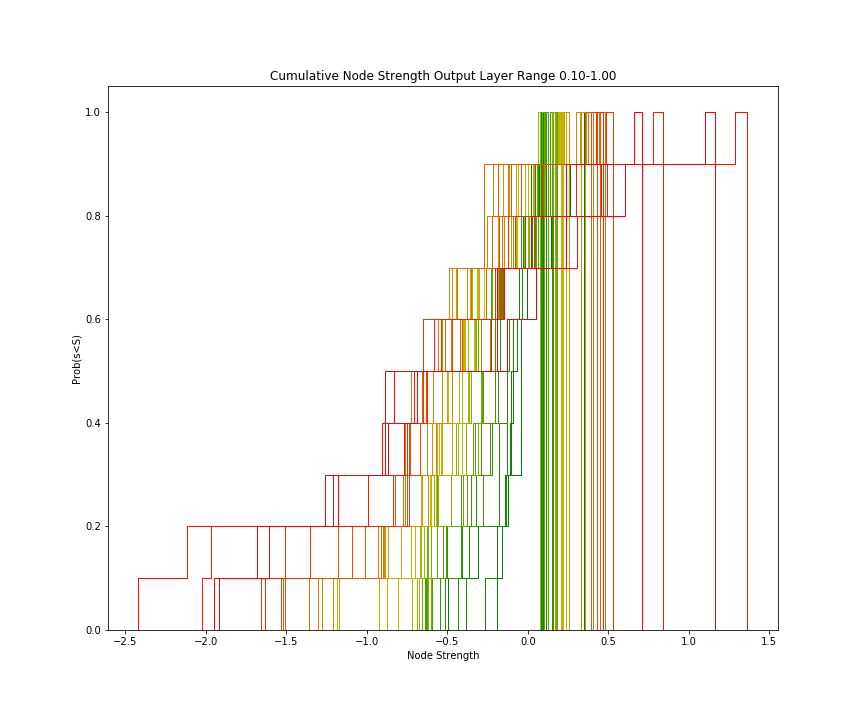 Cumulative Node Strength Output Layer Range 0.10-1.00
1.0
0.8
0.6
0.4
0.2
0.0
Prob(s<S)
−2.5 −2.0 −1.5 −1.0 −0.5 0.0 0.5 1.0 1.5
Node Strength